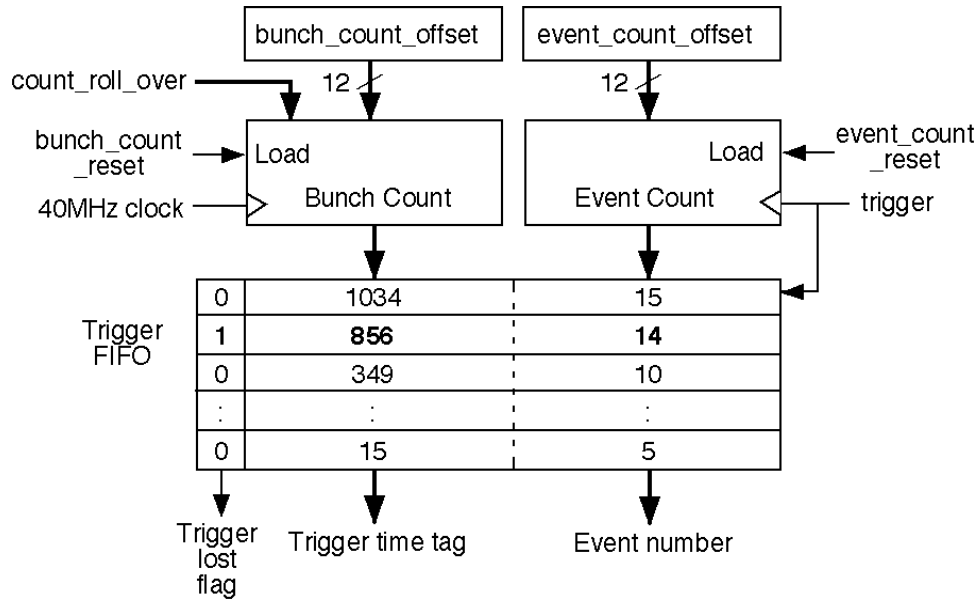 bunch_count_offset
event_count_offset
12
12
count_roll_over
bunch_count
_reset
Load
Load
event_count
_reset
40MHz clock
Bunch Count
Event Count
trigger
Trigger
FIFO
0 1034 15
1 856 14
0 349 10
: : :
0 15 5
Trigger
lost
flag
Trigger time tag
Event number